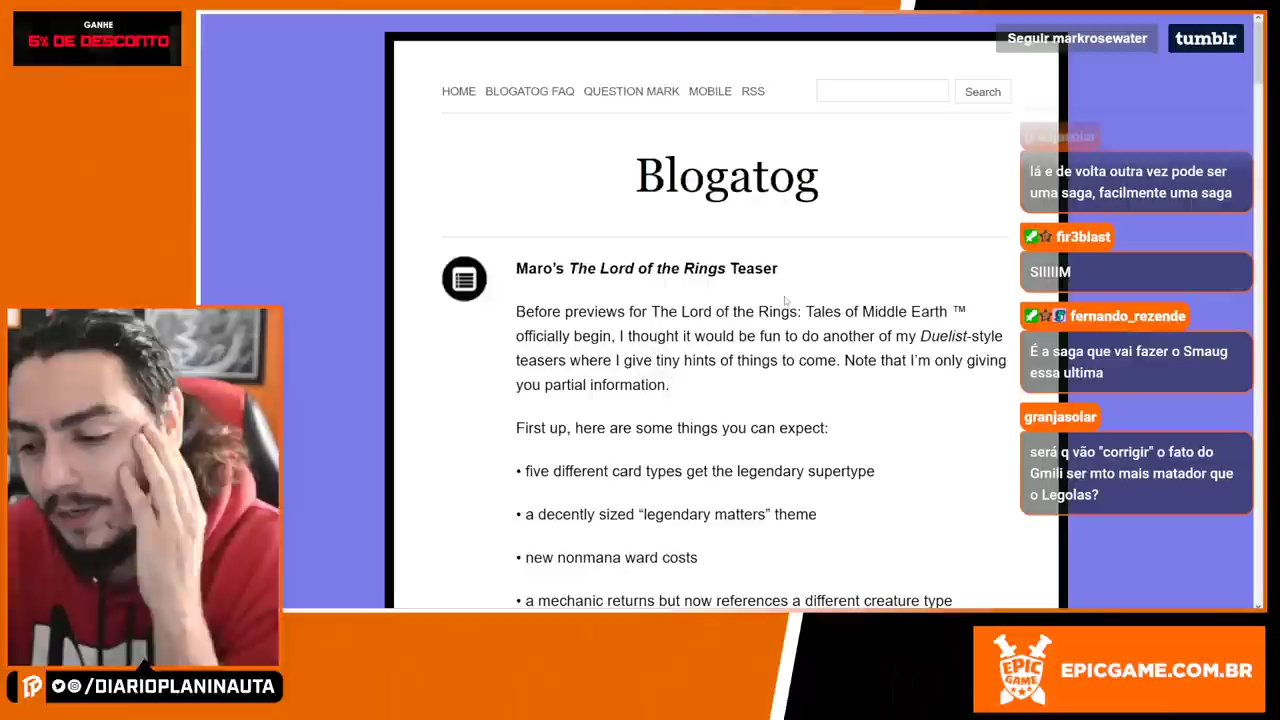 GANHE
6% DE DESCONTO
Seguir markrosewater
tumblr
HOME BLOGATOG FAQ QUESTION MARK MOBILE RSS
Search
Blogatog
Maro’s The Lord of the Rings Teaser
Before previews for The Lord of the Rings: Tales of Middle Earth ™
officially begin, I thought it would be fun to do another of my Duelist-style
teasers where I give tiny hints of things to come. Note that I’m only giving
you partial information.
First up, here are some things you can expect:
• five different card types get the legendary supertype
• a decently sized “legendary matters” theme
• new nonmana ward costs
• a mechanic returns but now references a different creature type
granjasolar
lá e de volta outra vez pode ser
uma saga, facilmente uma saga
fir3blast
SIIIIIM
fernando_rezende
É a saga que vai fazer o Smaug
essa ultima
granjasolar
será q vão "corrigir" o fato do
Gmili ser mto mais matador que
o Legolas?
/DIARIOPLANINAUTA
EPIC
GAME
EPICGAME.COM.BR